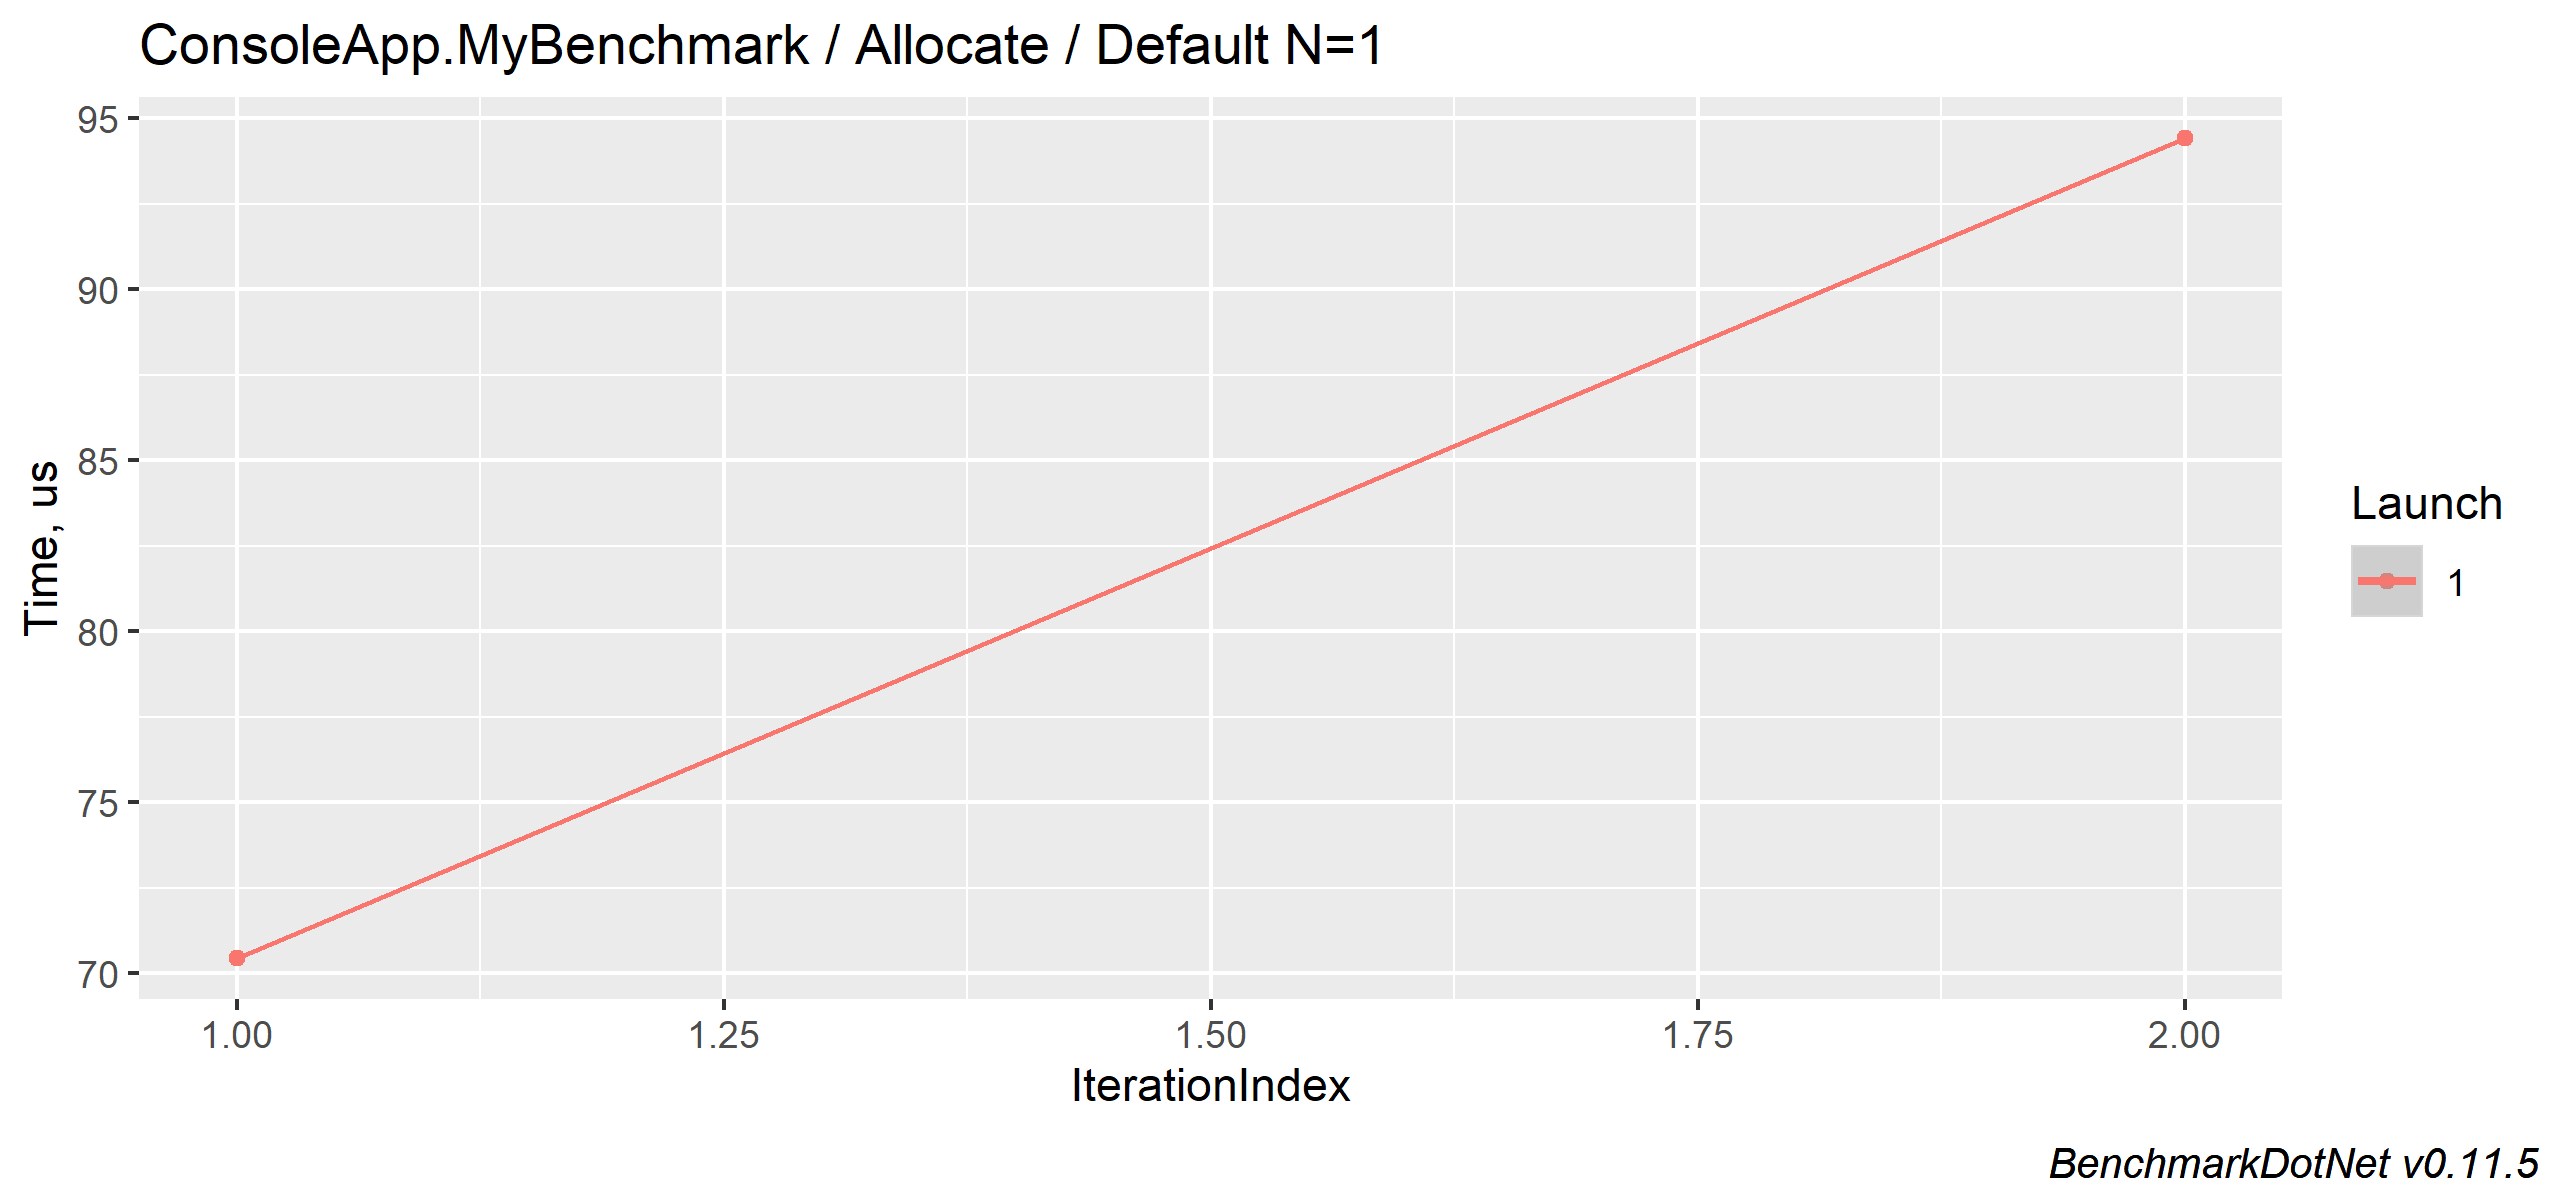 ConsoleApp.MyBenchmark / Allocate / Default N=1
95
90
85
80
75
70
Time, us
1.00 1.25 1.50 1.75 2.00
IterationIndex
Launch
1
BenchmarkDotNet v0.11.5